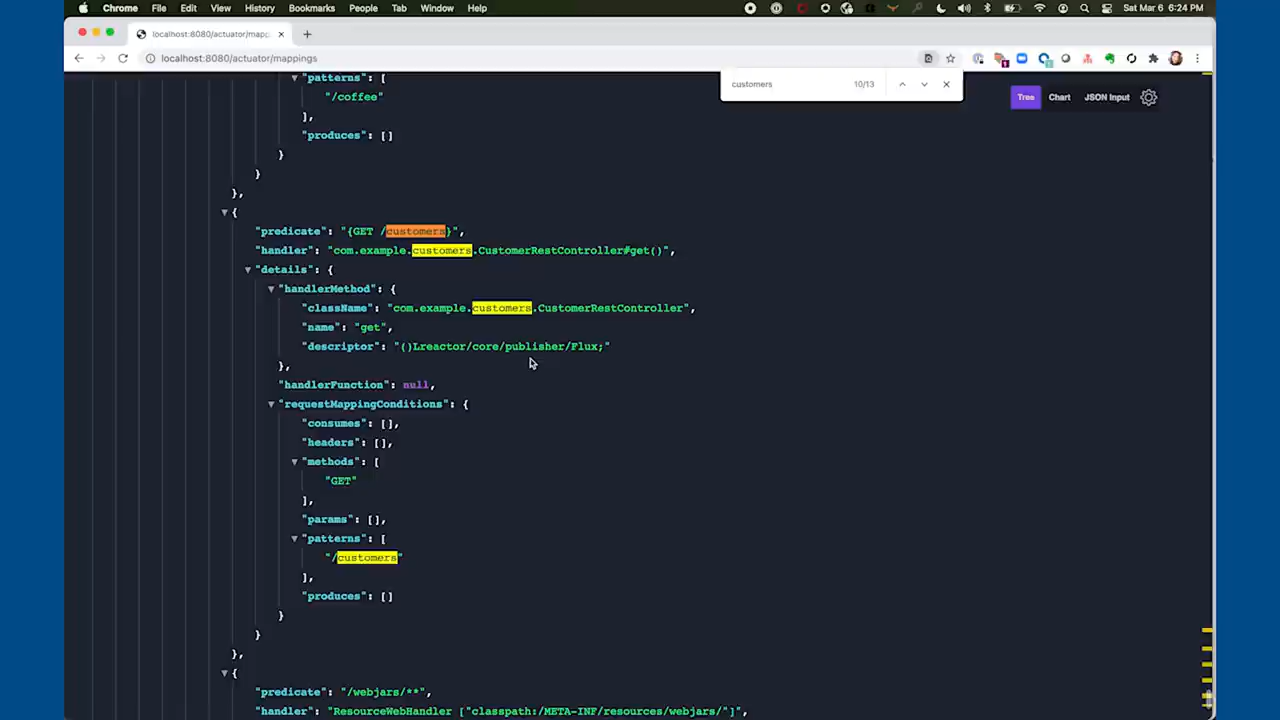 Chrome File Edit View History Bookmarks People Tab Window Help Sat Mar 6 6:24 PM
localhost:8080/actuator/mapp
localhost:8080/actuator/mappings
customers 10/13
Tree Chart JSON Input
"patterns": [
"/coffee"
],
"produces": []
}
}
},
{
"predicate": "{GET /customers}",
"handler": "com.example.customers.CustomerRestController#get()",
"details": {
"handlerMethod": {
"className": "com.example.customers.CustomerRestController",
"name": "get",
"descriptor": "()Lreactor/core/publisher/Flux;"
},
"handlerFunction": null,
"requestMappingConditions": {
"consumes": [],
"headers": [],
"methods": [
"GET"
],
"params": [],
"patterns": [
"/customers"
],
"produces": []
}
}
},
{
"predicate": "/webjars/**",
"handler": "ResourceWebHandler ["classpath:/META-INF/resources/webjars/"]",